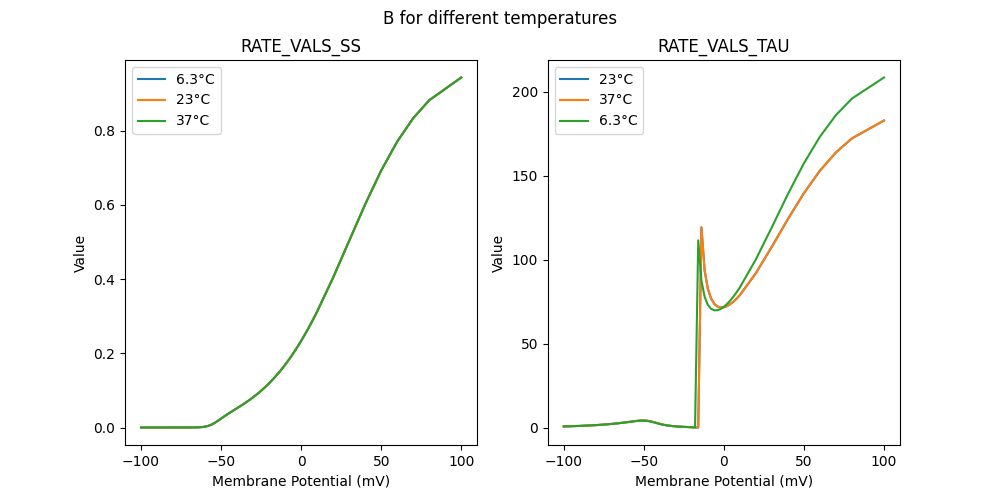 B for different temperatures
RATE_VALS_SS
RATE_VALS_TAU
6.3°C
23°C
37°C
23°C
37°C
6.3°C
Value
0.8
0.6
0.4
0.2
0.0
−100
−50
0
50
100
Membrane Potential (mV)
Value
200
150
100
50
0
−100
−50
0
50
100
Membrane Potential (mV)